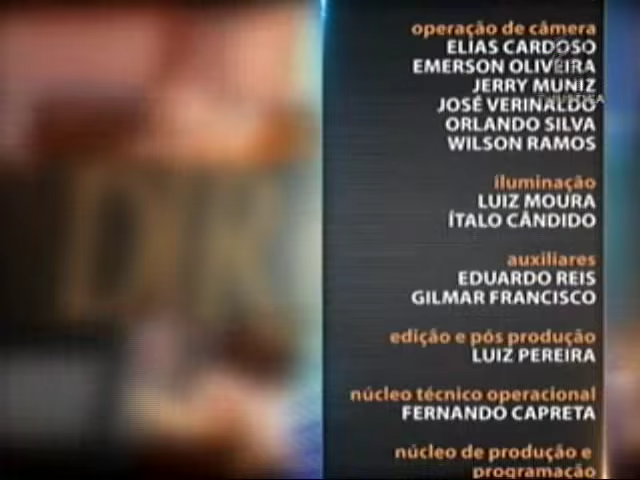 operação de câmera
ELIAS CARDOSO
EMERSON OLIVEIRA
JERRY MUNIZ
JOSÉ VERINALDO
ORLANDO SILVA
WILSON RAMOS
iluminação
LUIZ MOURA
ÍTALO CÂNDIDO
auxiliares
EDUARDO REIS
GILMAR FRANCISCO
edição e pós produção
LUIZ PEREIRA
núcleo técnico operacional
FERNANDO CAPRETA
núcleo de produção e
programação